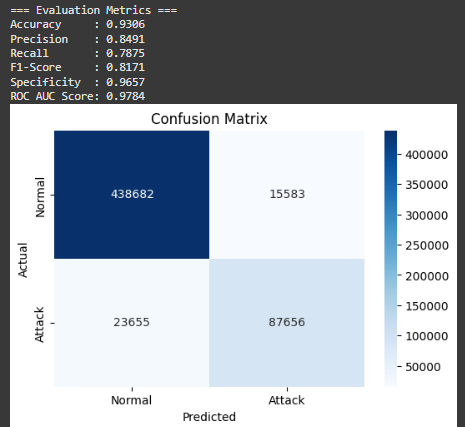 === Evaluation Metrics ===
Accuracy     : 0.9306
Precision    : 0.8491
Recall       : 0.7875
F1-Score     : 0.8171
Specificity  : 0.9657
ROC AUC Score: 0.9784
Confusion Matrix
Normal
438682
15583
Actual
Attack
23655
87656
Normal
Attack
Predicted
400000
350000
300000
250000
200000
150000
100000
50000